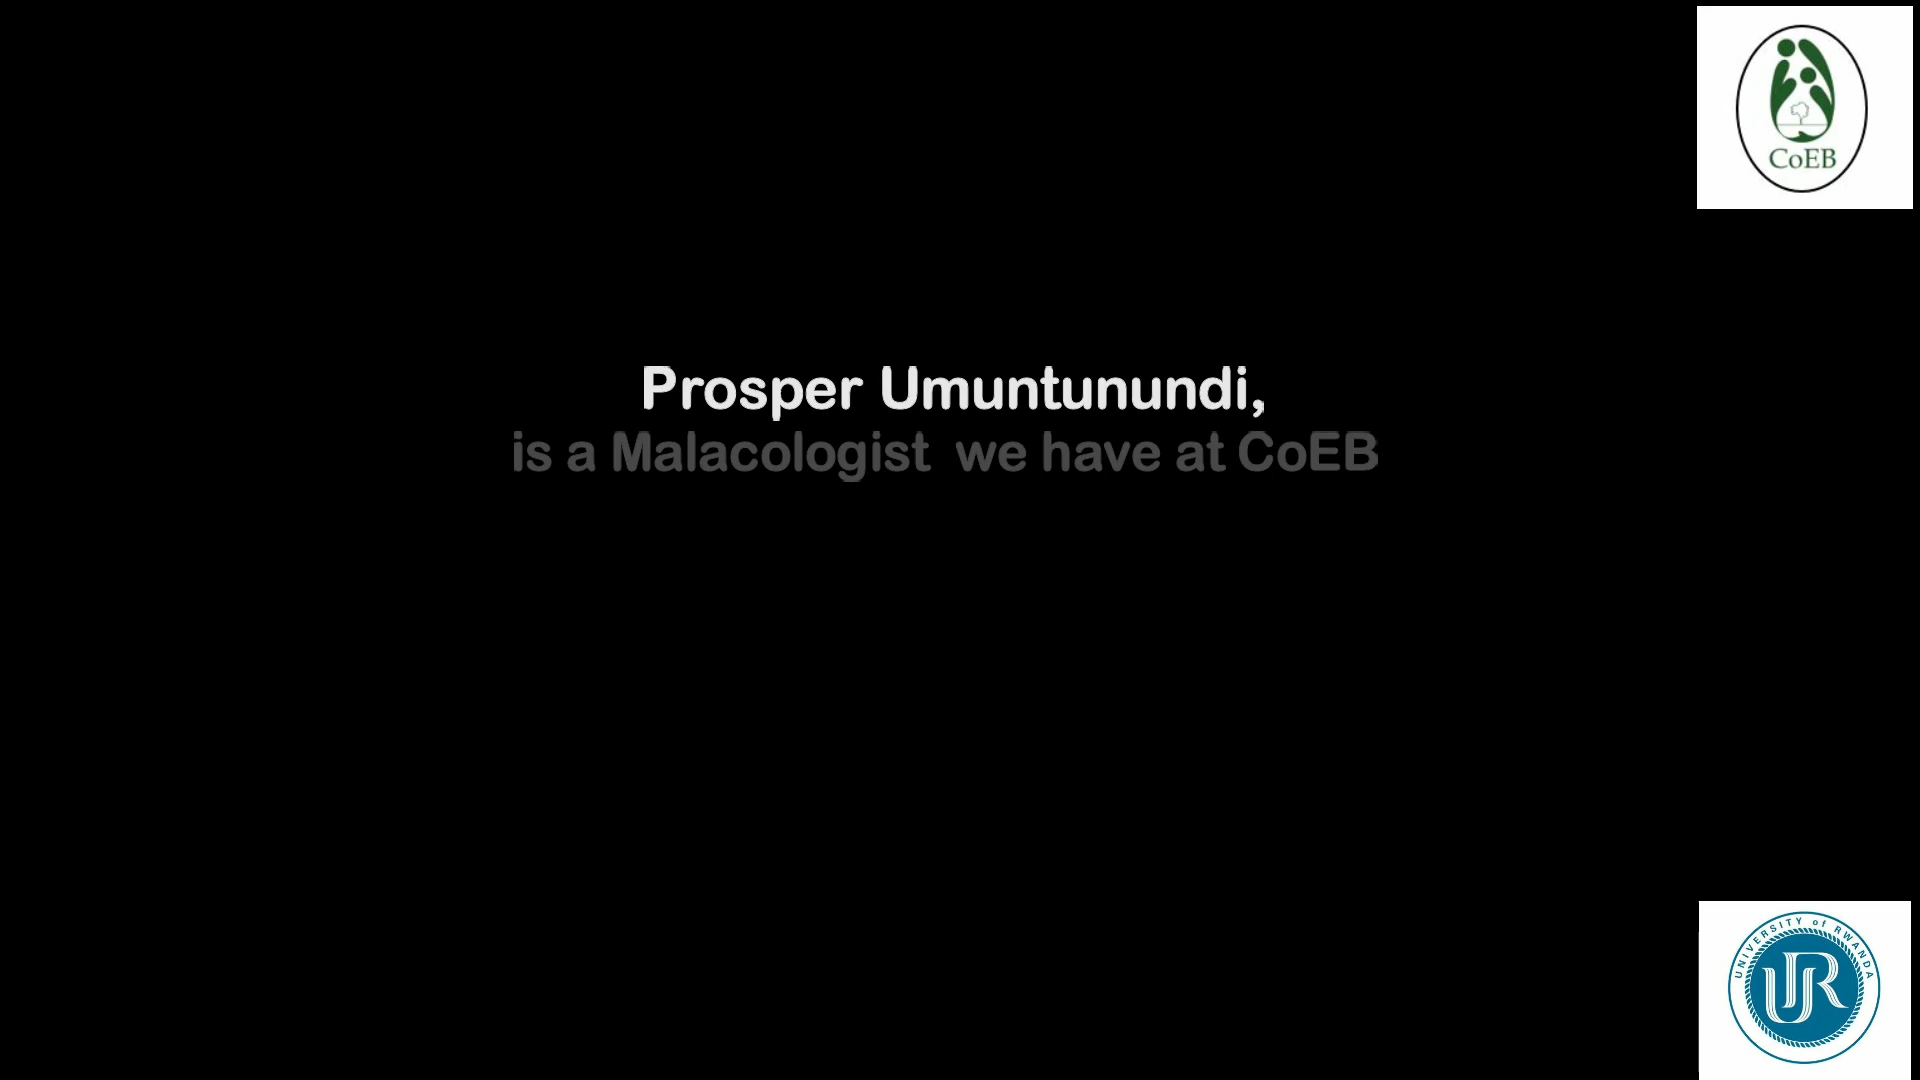 CoEB
Prosper Umuntunundi,
is a Malacologist  we have at CoEB
UNIVERSITY of RWANDA
UR